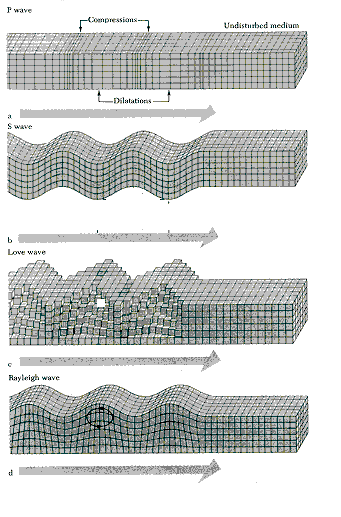 P wave
Compressions
Undisturbed medium
Dilatations
a
S wave
b
Love wave
c
Rayleigh wave
d